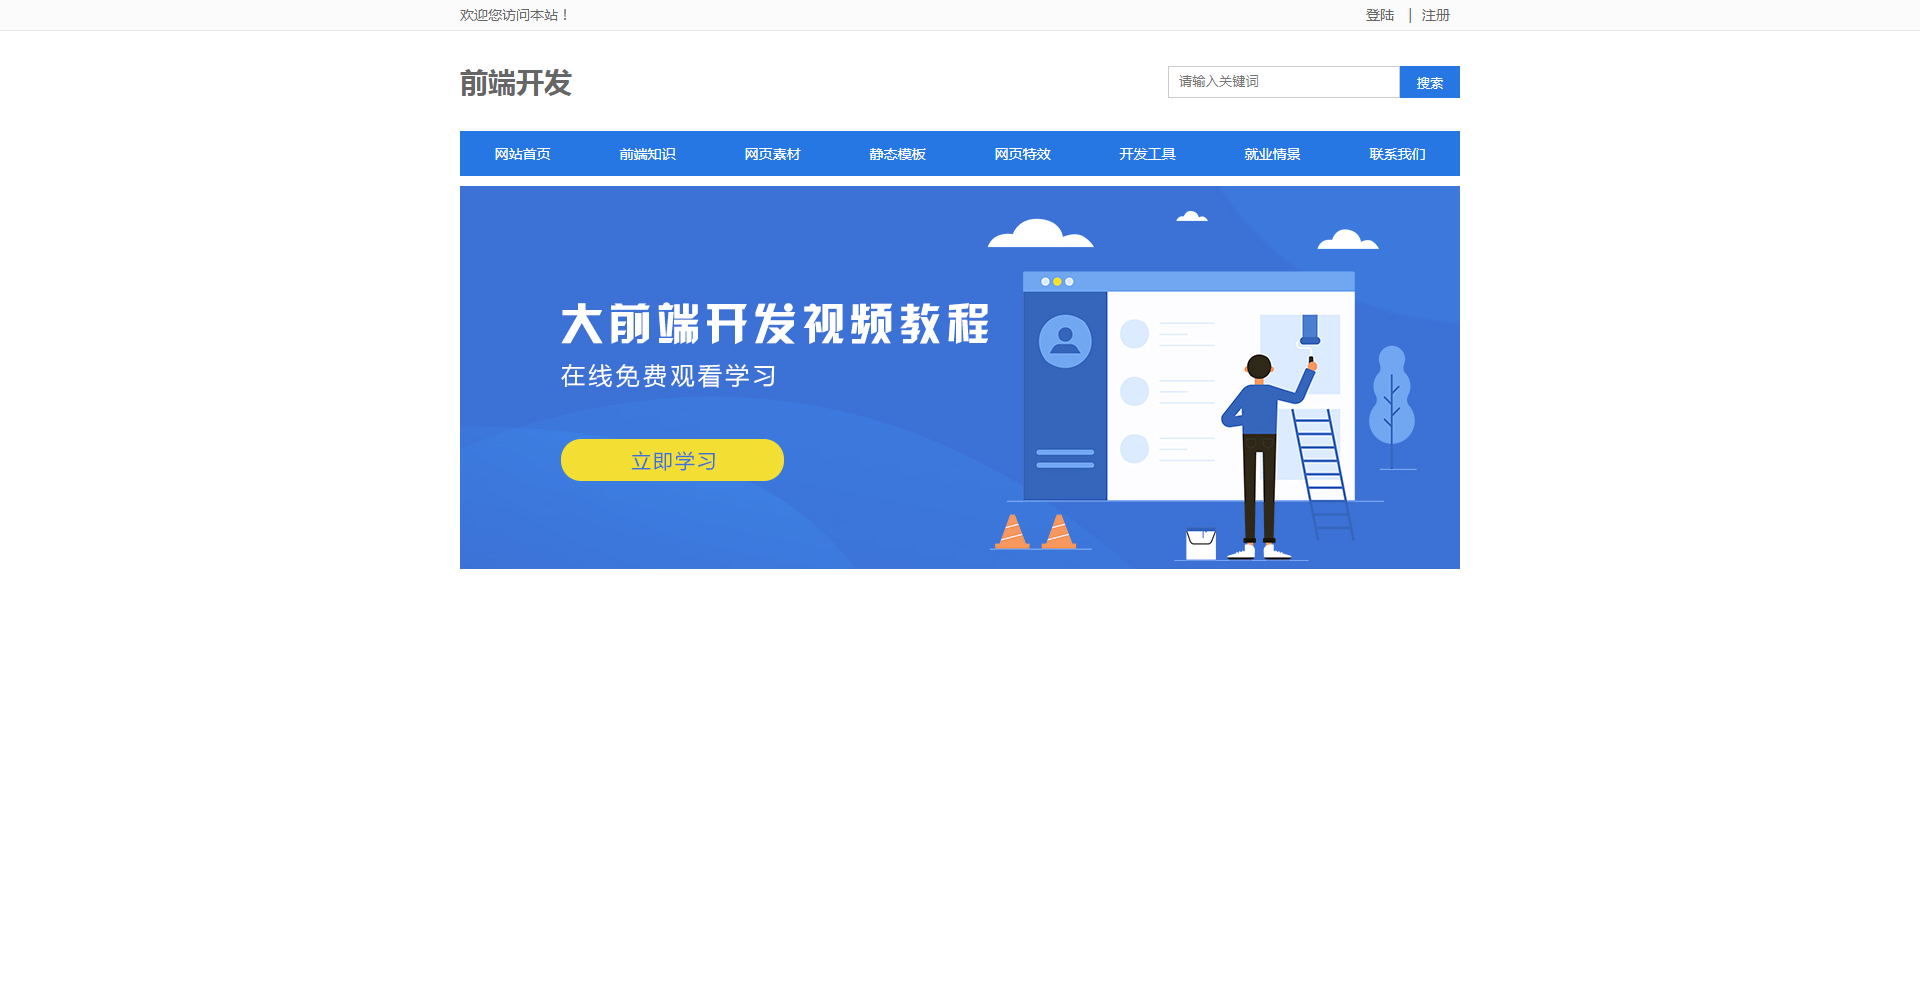 欢迎您访问本站！
登陆 | 注册
前端开发
请输入关键词
搜索
网站首页 前端知识 网页素材 静态模板 网页特效 开发工具 就业情景 联系我们
大前端开发视频教程
在线免费观看学习
立即学习